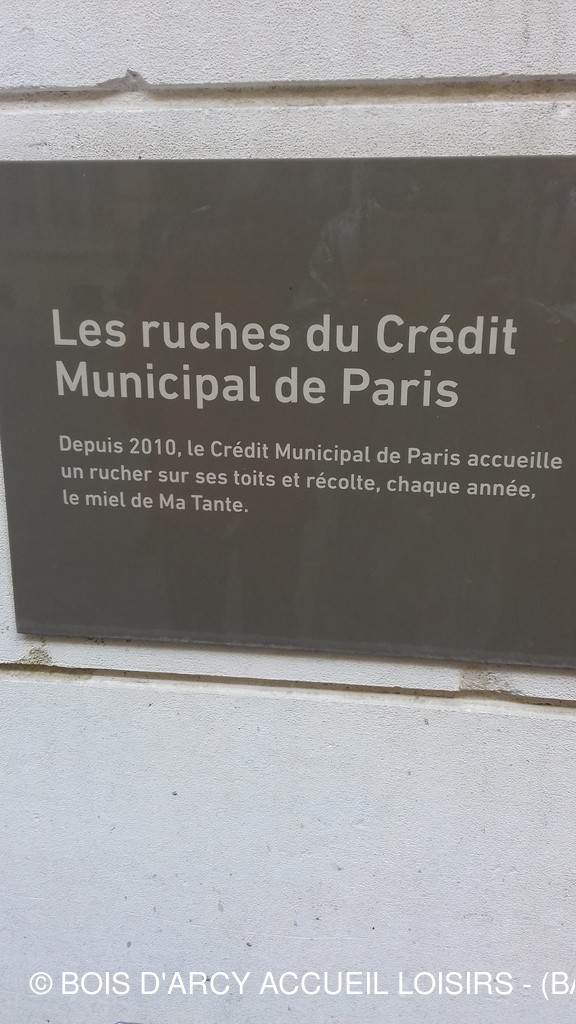 Les ruches du Crédit
Municipal de Paris
Depuis 2010, le Crédit Municipal de Paris accueille
un rucher sur ses toits et récolte, chaque année,
le miel de Ma Tante.
© BOIS D'ARCY ACCUEIL LOISIRS - (BA